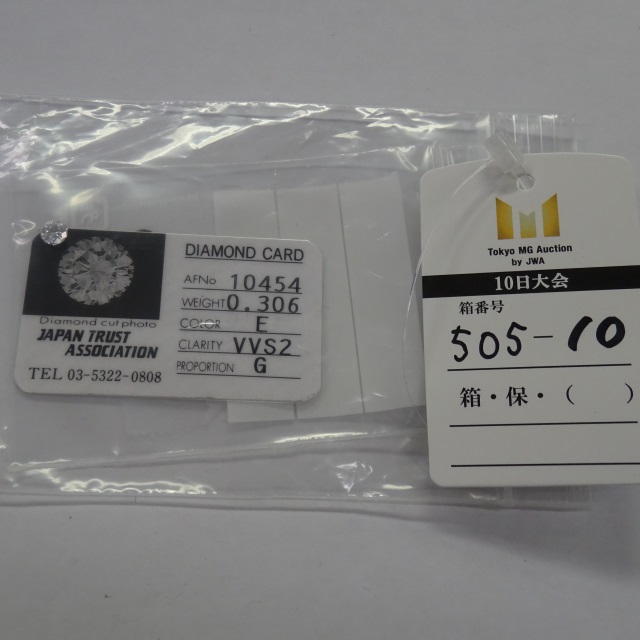 DIAMOND CARD
AFNo 10454
WEIGHT 0.306
COLOR E
CLARITY VVS2
PROPORTION G
Diamond cut photo
JAPAN TRUST
ASSOCIATION
TEL 03-5322-0808
Tokyo MG Auction
by JWA
10日大会
箱番号
505-10
箱・保・（　　）